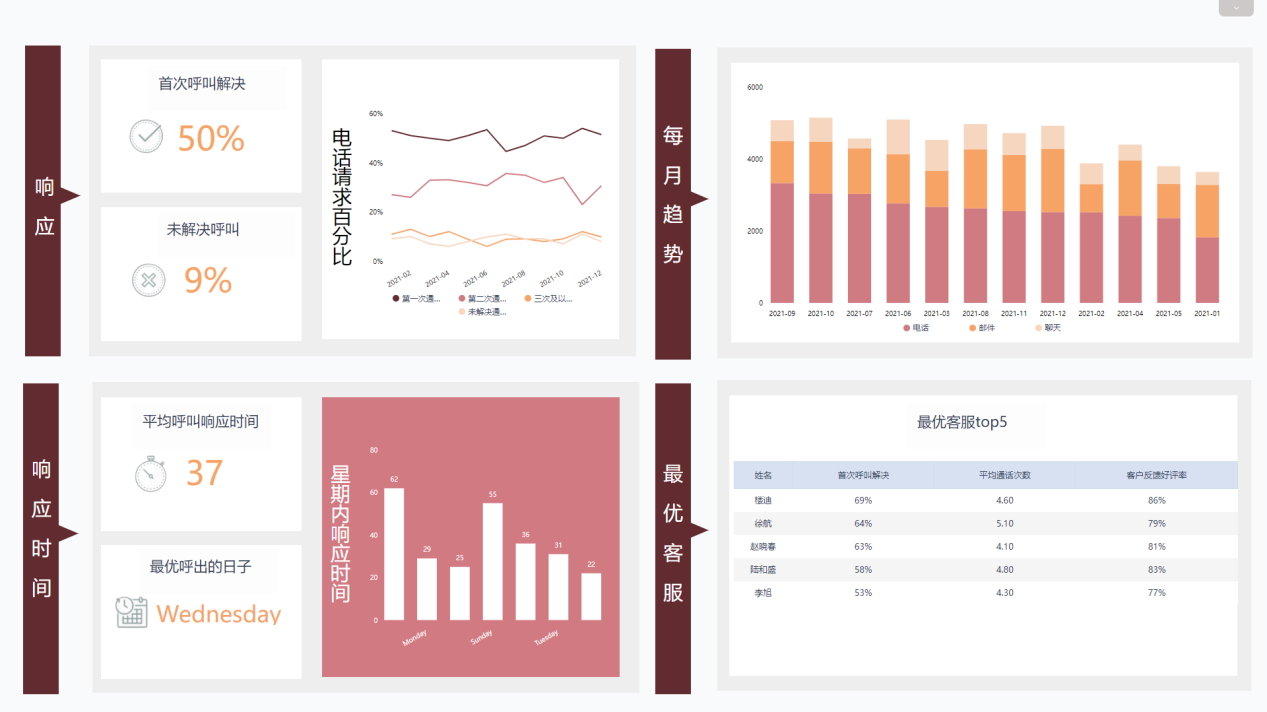 响应
首次呼叫解决
50%
未解决呼叫
9%
电话请求百分比
60%
40%
20%
0%
2021-02
2021-04
2021-06
2021-08
2021-10
2021-12
第一次通...
第二次通...
三次及以...
未解决通...
每月趋势
6000
4000
2000
0
2021-09
2021-10
2021-07
2021-06
2021-03
2021-08
2021-11
2021-12
2021-02
2021-04
2021-05
2021-01
电话
邮件
聊天
响应时间
平均呼叫响应时间
37
最优呼出的日子
Wednesday
星期内响应时间
80
60
40
20
0
62
29
25
55
36
31
22
Monday
Sunday
Tuesday
最优客服
最优客服top5
姓名 首次呼叫解决 平均通话次数 客户反馈好评率
楼迪 69% 4.60 86%
徐航 64% 5.10 79%
赵晓春 63% 4.10 81%
陆和盛 58% 4.80 83%
李旭 53% 4.30 77%